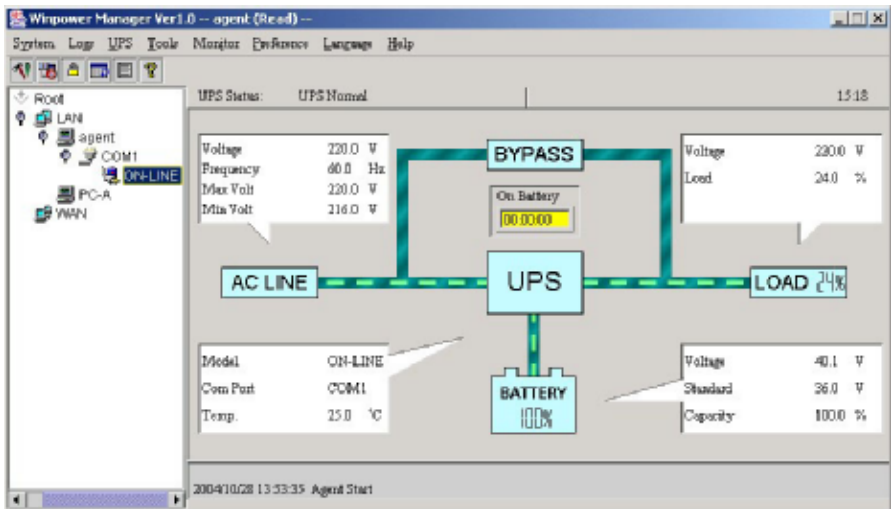 Winpower Manager Ver1.0 -- agent (Read) --
System Logs UPS Tools Monitor Preference Language Help
Root
LAN
agent
COM1
ON-LINE
PC-A
WAN
UPS Status: UPS Normal 15:18
Voltage 220.0 V
Frequency 60.0 Hz
Max Volt 220.0 V
Min Volt 216.0 V
BYPASS
On Battery
00:00:00
Voltage 220.0 V
Load 24.0 %
AC LINE
UPS
LOAD 24%
Model ON-LINE
Com Port COM1
Temp. 25.0 °C
BATTERY
100%
Voltage 40.1 V
Standard 36.0 V
Capacity 100.0 %
2004/10/28 13:53:35 Agent Start